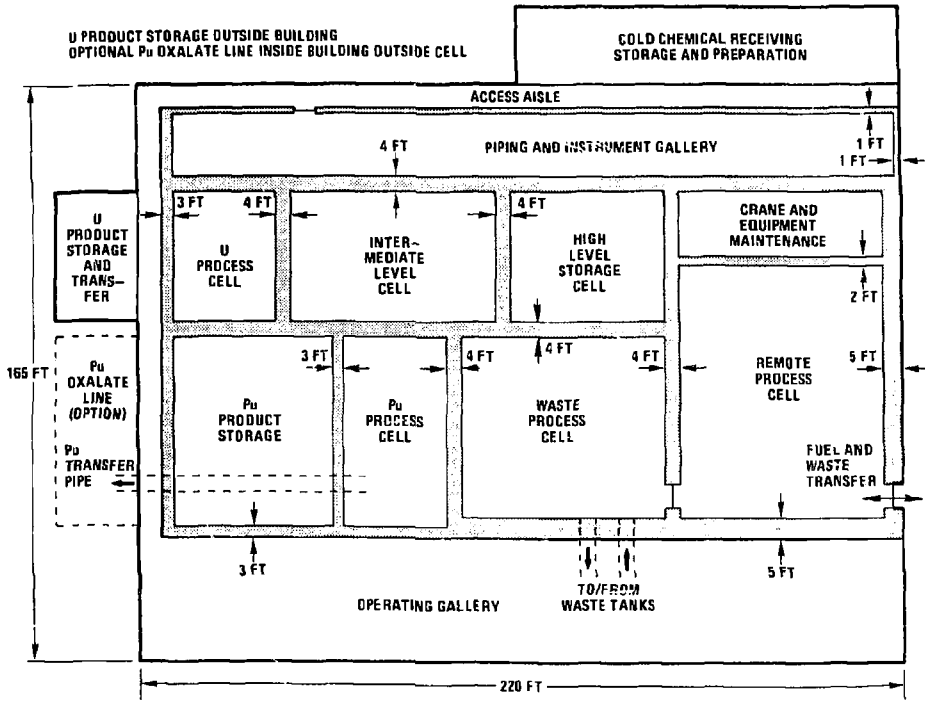 U PRODUCT STORAGE OUTSIDE BUILDING
OPTIONAL Pu OXALATE LINE INSIDE BUILDING OUTSIDE CELL
COLD CHEMICAL RECEIVING
STORAGE AND PREPARATION
ACCESS AISLE
4 FT
PIPING AND INSTRUMENT GALLERY
1 FT
1 FT
3 FT
4 FT
4 FT
U
PRODUCT
STORAGE
AND
TRANS-
FER
U
PROCESS
CELL
INTER-
MEDIATE
LEVEL
CELL
HIGH
LEVEL
STORAGE
CELL
CRANE AND
EQUIPMENT
MAINTENANCE
2 FT
165 FT
3 FT
4 FT
4 FT
4 FT
5 FT
Pu
OXALATE
LINE
(OPTION)
Pu
TRANSFER
PIPE
Pu
PRODUCT
STORAGE
Pu
PROCESS
CELL
WASTE
PROCESS
CELL
REMOTE
PROCESS
CELL
FUEL AND
WASTE
TRANSFER
3 FT
5 FT
OPERATING GALLERY
TO/FROM
WASTE TANKS
220 FT